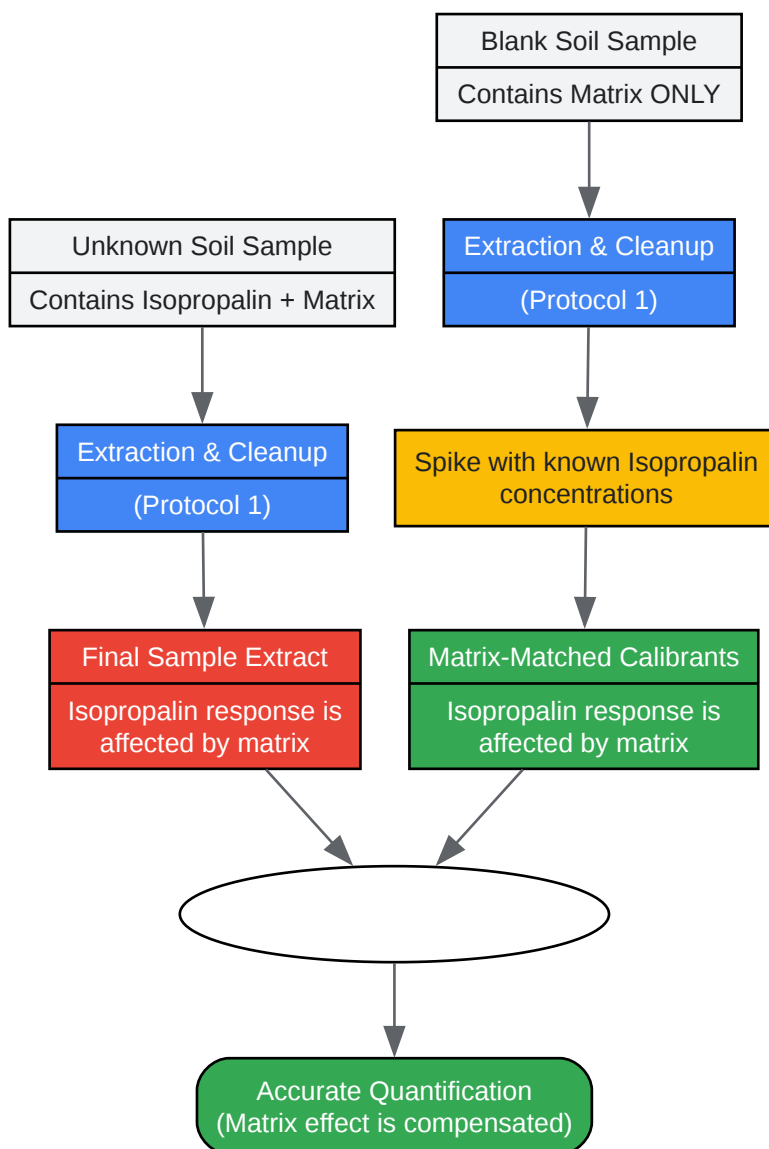 Blank Soil Sample
Contains Matrix ONLY
Unknown Soil Sample
Contains Isopropalin + Matrix
Extraction & Cleanup
(Protocol 1)
Extraction & Cleanup
(Protocol 1)
Spike with known Isopropalin
concentrations
Final Sample Extract
Isopropalin response is
affected by matrix
Matrix-Matched Calibrants
Isopropalin response is
affected by matrix
Accurate Quantification
(Matrix effect is compensated)